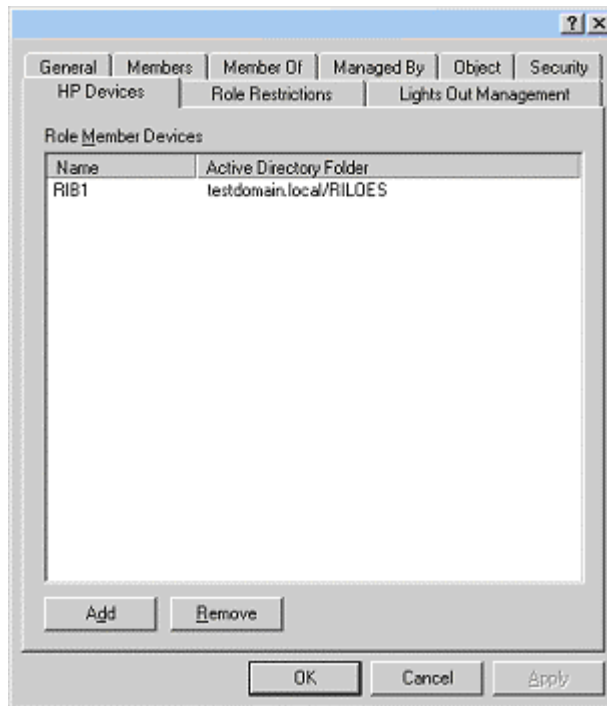 General Members Member Of Managed By Object Security
HP Devices Role Restrictions Lights Out Management
Role Member Devices
Name Active Directory Folder
RIB1 testdomain.local/RILOES
Add Remove
OK Cancel Apply